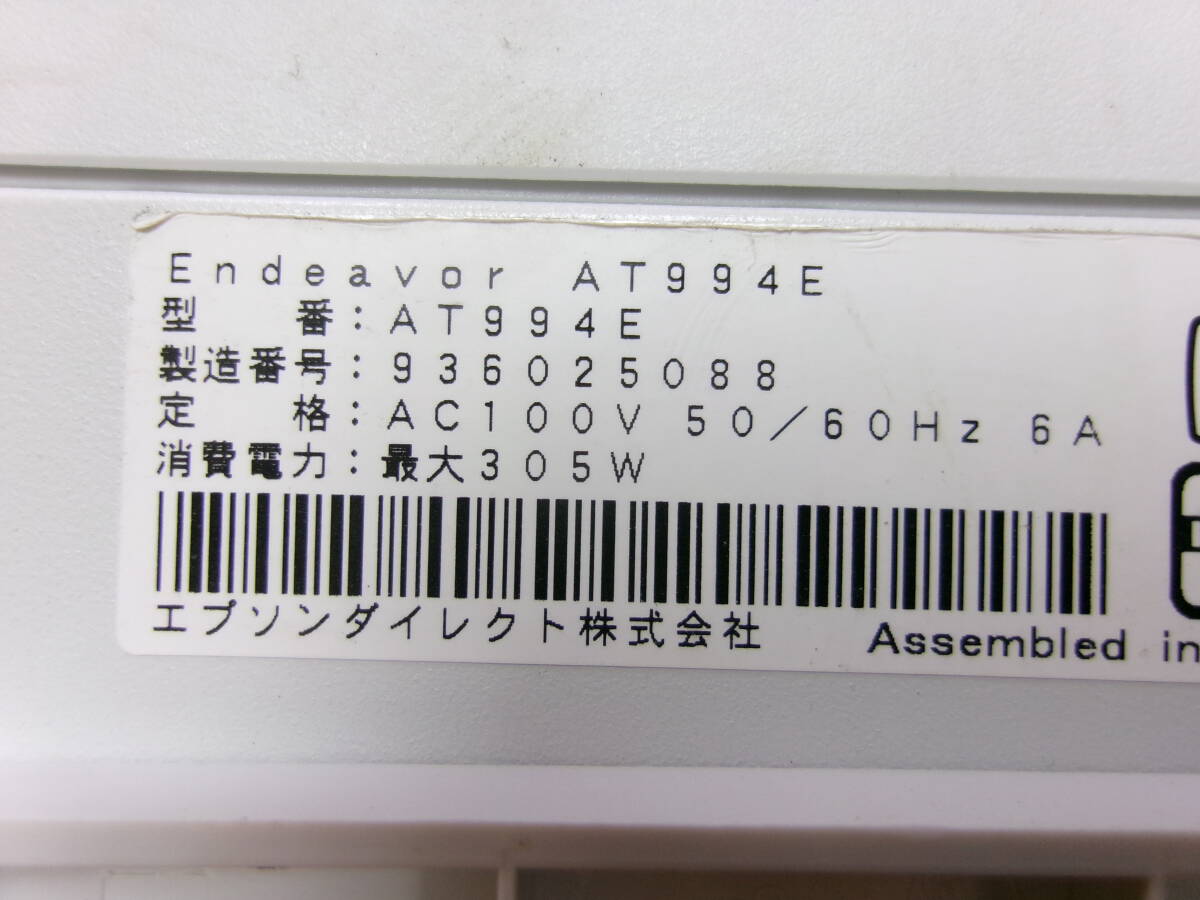 Endeavor AT994E
型 番：AT994E
製造番号：936025088
定 格：AC100V 50／60Hz 6A
消費電力：最大305W
エプソンダイレクト株式会社 Assembled in